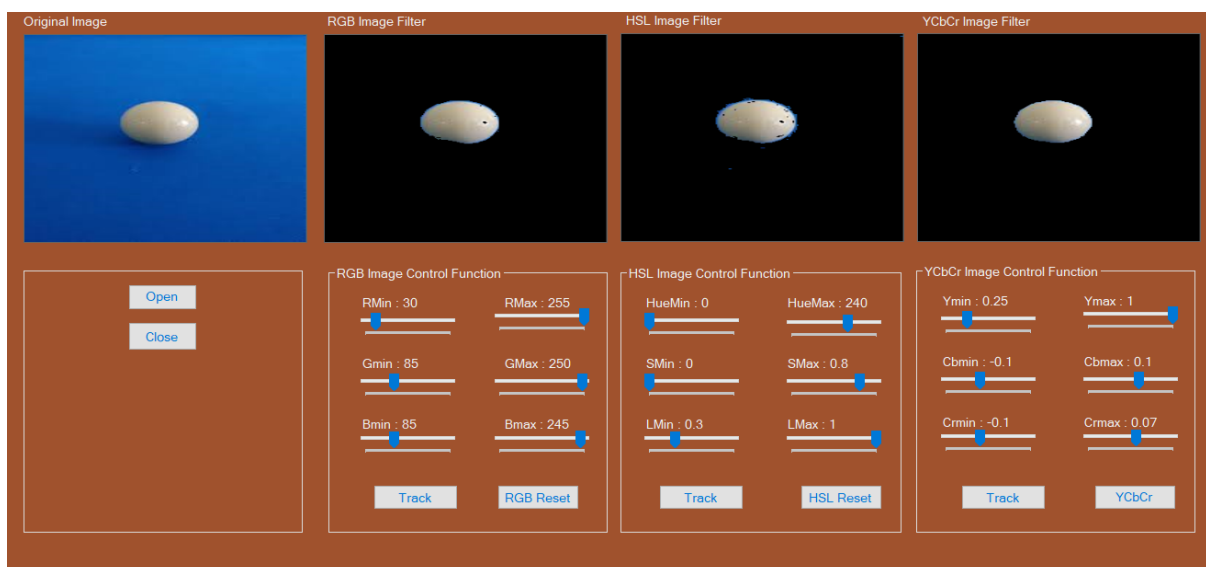 Original Image
RGB Image Filter
HSL Image Filter
YCbCr Image Filter
Open
Close
RGB Image Control Function
RMin : 30
RMax : 255
Gmin : 85
GMax : 250
Bmin : 85
Bmax : 245
Track
RGB Reset
HSL Image Control Function
HueMin : 0
HueMax : 240
SMin : 0
SMax : 0.8
LMin : 0.3
LMax : 1
Track
HSL Reset
YCbCr Image Control Function
Ymin : 0.25
Ymax : 1
Cbmin : -0.1
Cbmax : 0.1
Crmin : -0.1
Crmax : 0.07
Track
YCbCr